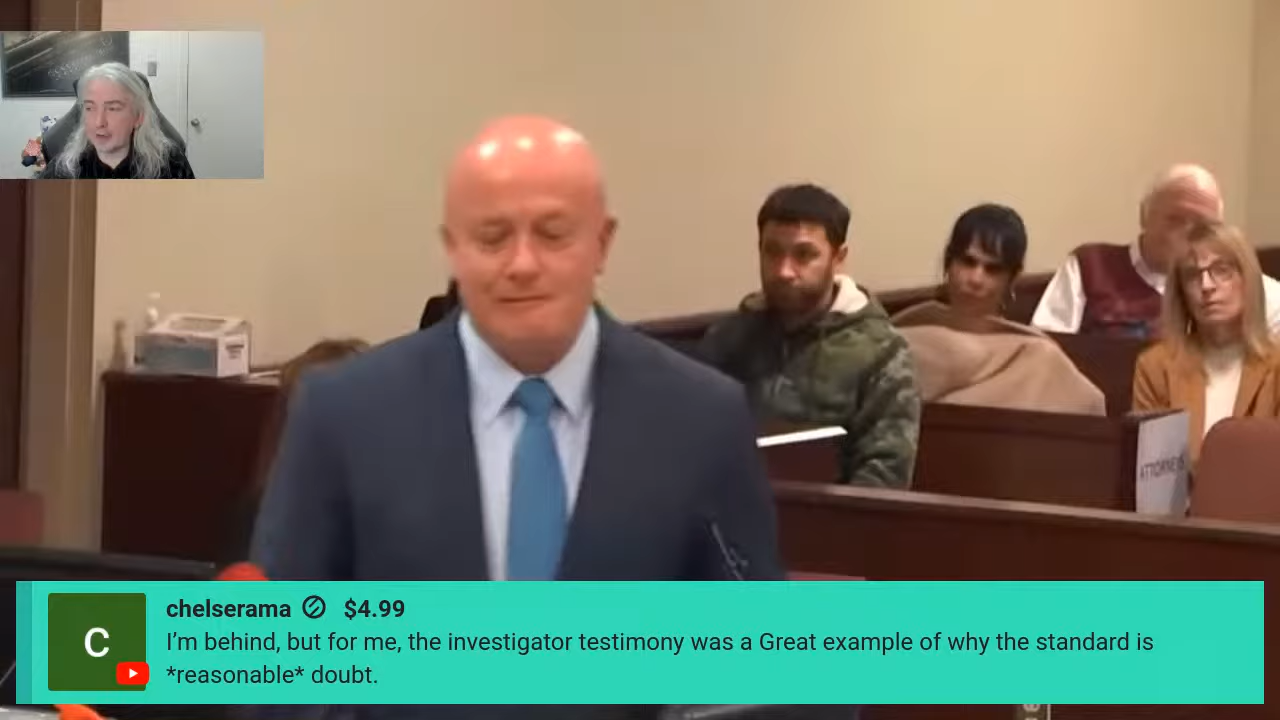 ATTORNEYS
C
chelserama $4.99
I’m behind, but for me, the investigator testimony was a Great example of why the standard is
*reasonable* doubt.